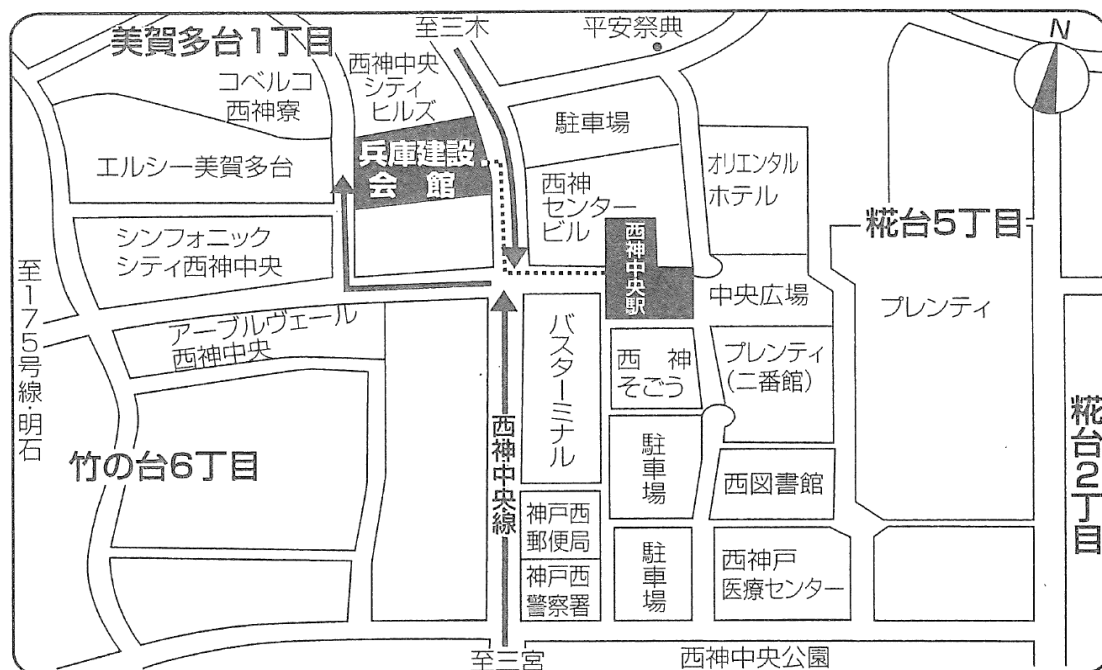 至三木
平安祭典
N
美賀多台1丁目
コベルコ
西神寮
西神中央
シティ
ヒルズ
駐車場
エルシー美賀多台
兵庫建設
会館
西神
センター
ビル
オリエンタル
ホテル
糀台5丁目
シンフォニック
シティ西神中央
西神中央駅
中央広場
プレンティ
至175号線・明石
アーブルヴェール
西神中央
バスターミナル
西神
そごう
プレンティ
(二番館)
糀台2丁目
竹の台6丁目
西神中央線
駐車場
西図書館
神戸西
郵便局
神戸西
警察署
駐車場
西神戸
医療センター
至三宮
西神中央公園